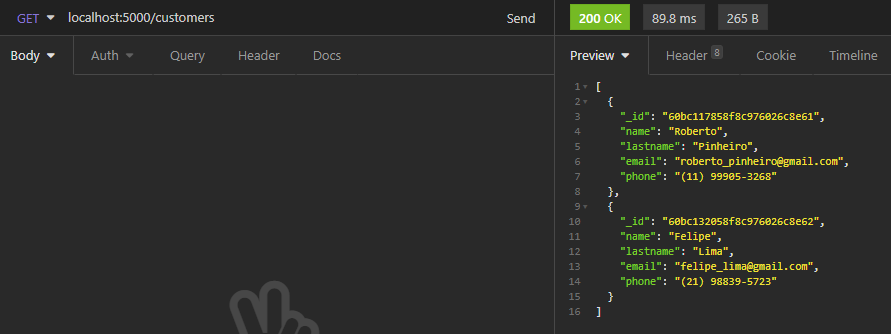 GET localhost:5000/customers Send 200 OK 89.8 ms 265 B
Body Auth Query Header Docs Preview Header 8 Cookie Timeline
1 [
2 {
3 "_id": "60bc117858f8c976026c8e61",
4 "name": "Roberto",
5 "lastname": "Pinheiro",
6 "email": "roberto_pinheiro@gmail.com",
7 "phone": "(11) 99905-3268"
8 },
9 {
10 "_id": "60bc132058f8c976026c8e62",
11 "name": "Felipe",
12 "lastname": "Lima",
13 "email": "felipe_lima@gmail.com",
14 "phone": "(21) 98839-5723"
15 }
16 ]